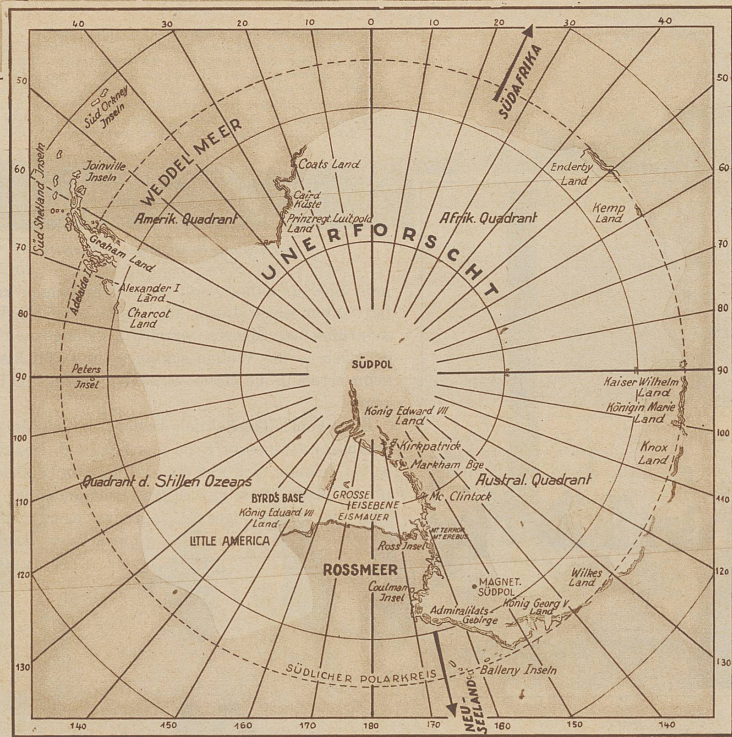 40
30
20
10
0
10
20
30
40
50
60
70
80
90
100
110
120
130
50
60
70
80
90
100
110
120
130
140
150
160
170
180
170
160
150
140
SÜDAFRIKA
Süd Orkney
Inseln
Joinville
Inseln
Süd Shetland Inseln
WEDDELMEER
Amerik. Quadrant
Coats Land
Caird
Küste
Prinzregt. Luitpold
Land
Afrik. Quadrant
Enderby
Land
Kemp
Land
UNERFORSCHT
Graham Land
Adelaide I
Alexander I
Land
Charcot
Land
Peters
Insel
SÜDPOL
Kaiser Wilhelm
Land
Königin Marie
Land
Knox
Land
König Edward VII
Land
Kirkpatrick
Markham Bge
Mc. Clintock
Quadrant d. Stillen Ozeans
Austral. Quadrant
BYRD'S BASE
König Eduard VII
Land
LITTLE AMERICA
GROSSE
EISEBENE
EISMAUER
MT TERROR
MT EREBUS
Ross Insel
ROSSMEER
Coulman
Insel
MAGNET.
SÜDPOL
Wilkes
Land
Admiralitäts
Gebirge
König Georg V
Land
SÜDLICHER POLARKREIS
Balleny Inseln
NEU-
SEELAND